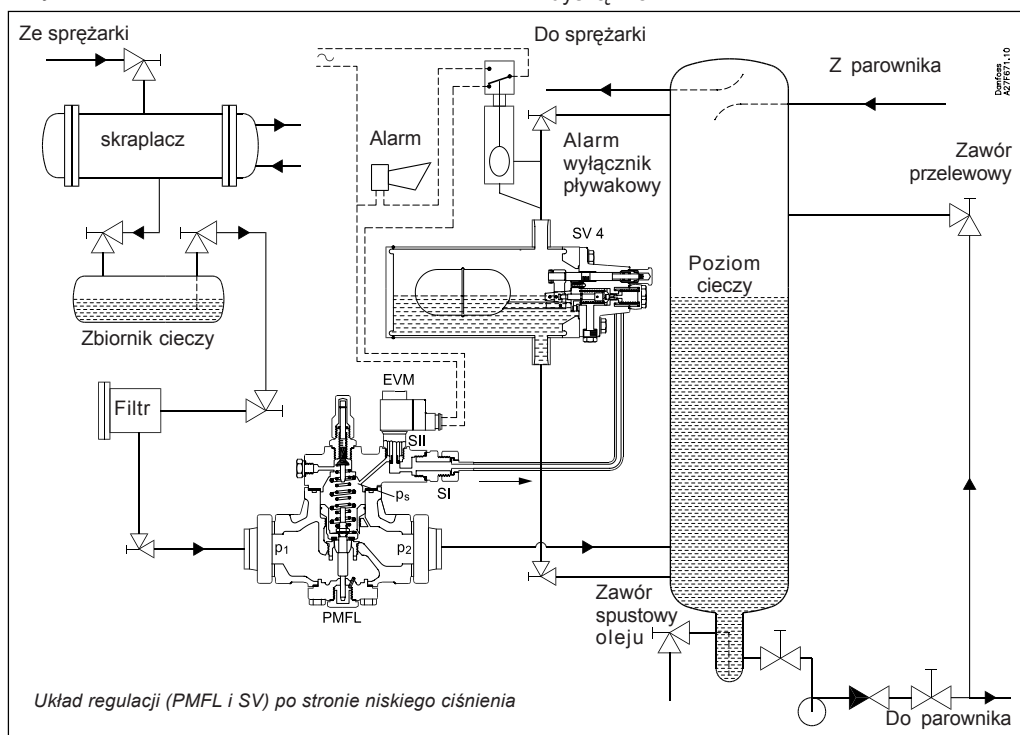 Ze sprężarki
Do sprężarki
Z parownika
Danfoss
A27F671.10
skraplacz
Alarm
Alarm
wyłącznik
pływakowy
Zawór
przelewowy
SV 4
Poziom
cieczy
Zbiornik cieczy
EVM
Filtr
SII
ps
SI
p1
p2
PMFL
Zawór
spustowy
oleju
Układ regulacji (PMFL i SV) po stronie niskiego ciśnienia
Do parownika